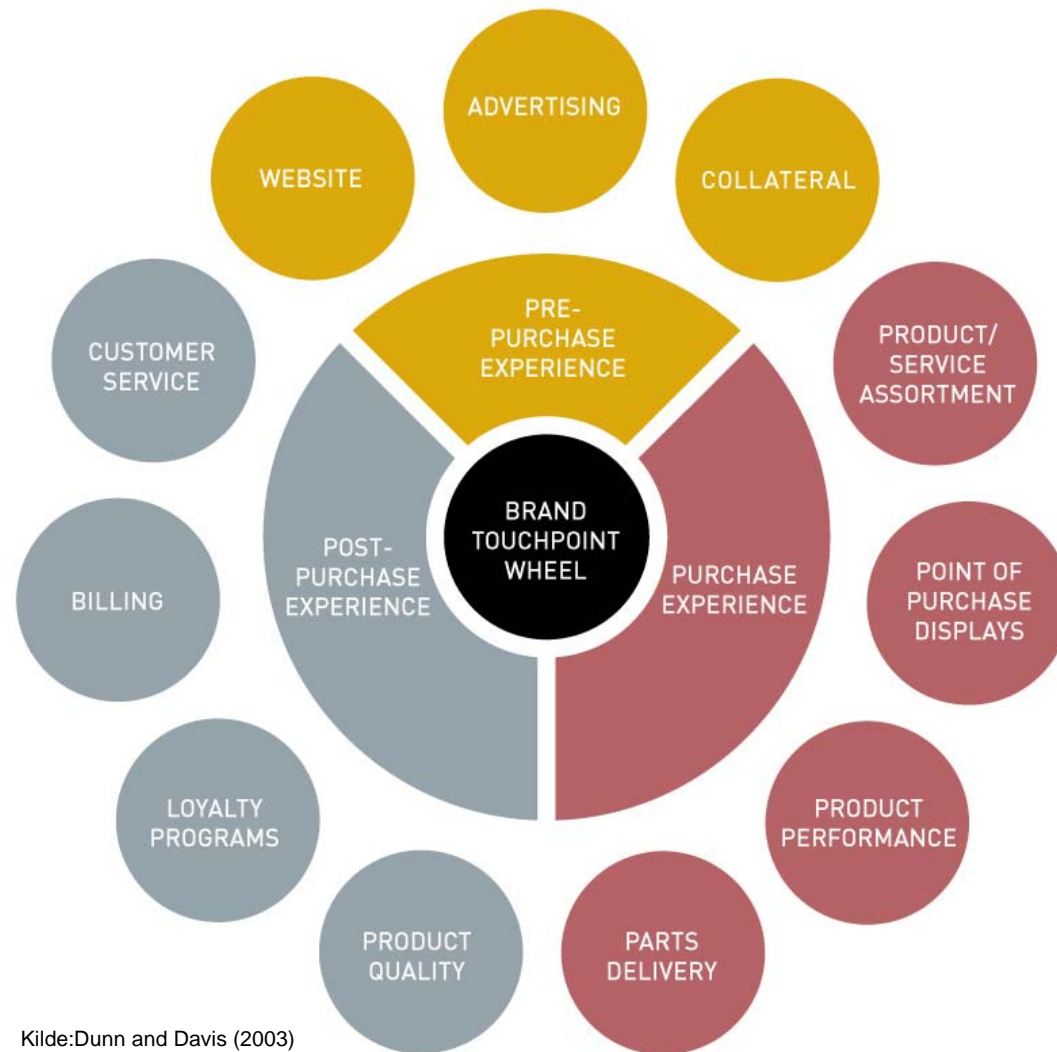 ADVERTISING
WEBSITE
COLLATERAL
PRE-
PURCHASE
EXPERIENCE
CUSTOMER
SERVICE
PRODUCT/
SERVICE
ASSORTMENT
BRAND
TOUCHPOINT
WHEEL
POST-
PURCHASE
EXPERIENCE
PURCHASE
EXPERIENCE
BILLING
POINT OF
PURCHASE
DISPLAYS
LOYALTY
PROGRAMS
PRODUCT
PERFORMANCE
PRODUCT
QUALITY
PARTS
DELIVERY
Kilde:Dunn and Davis (2003)